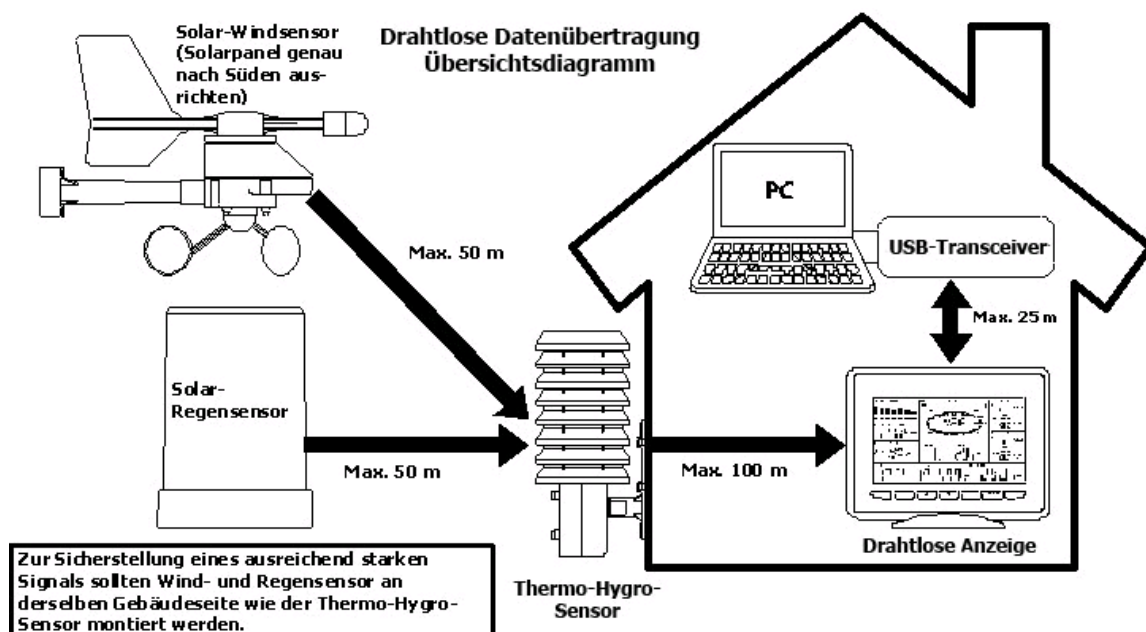 Solar-Windsensor
(Solarpanel genau
nach Süden aus-
richten)
Drahtlose Datenübertragung
Übersichtsdiagramm
PC
USB-Transceiver
Max. 50 m
Max. 25 m
Solar-
Regensensor
Max. 50 m
Max. 100 m
Drahtlose Anzeige
Thermo-Hygro-
Sensor
Zur Sicherstellung eines ausreichend starken
Signals sollten Wind- und Regensensor an
derselben Gebäudeseite wie der Thermo-Hygro-
Sensor montiert werden.